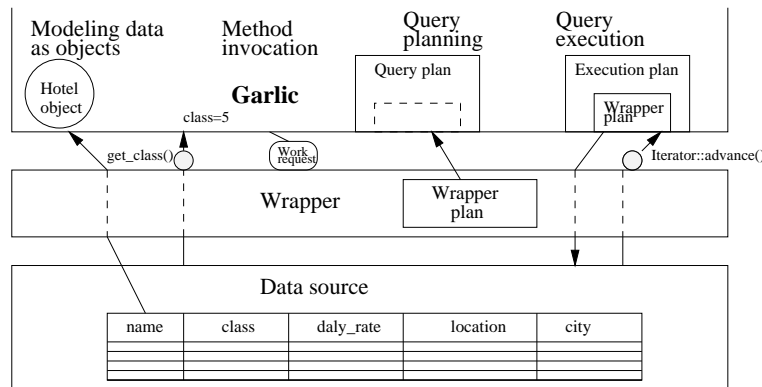 Modeling data
as objects
Method
invocation
Query
planning
Query
execution
Hotel
object
Garlic
class=5
Query plan
Execution plan
Wrapper
plan
get_class()
Work
request
Iterator::advance()
Wrapper
Wrapper
plan
Data source
name class daly_rate location city